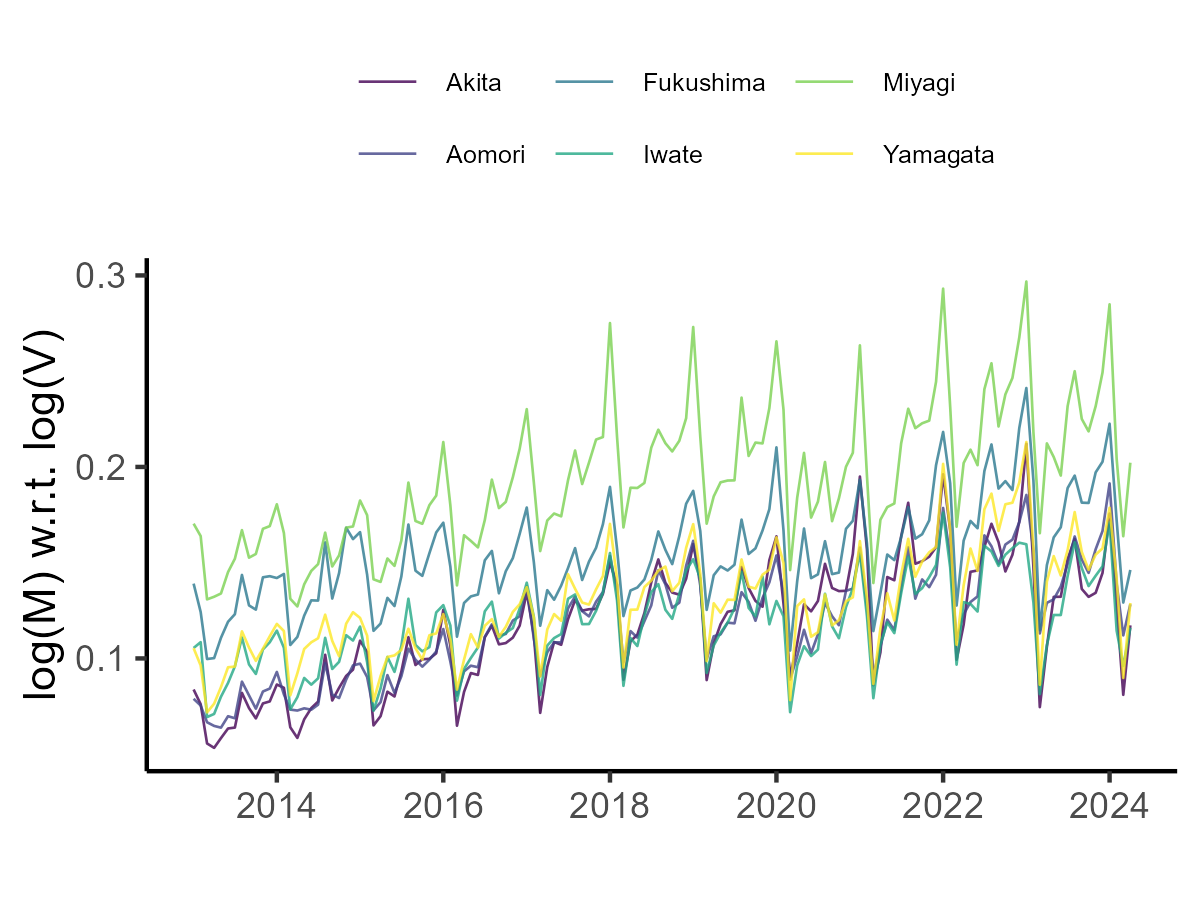 Akita Fukushima Miyagi
Aomori Iwate Yamagata
0.3
0.2
0.1
log(M) w.r.t. log(V)
2014 2016 2018 2020 2022 2024